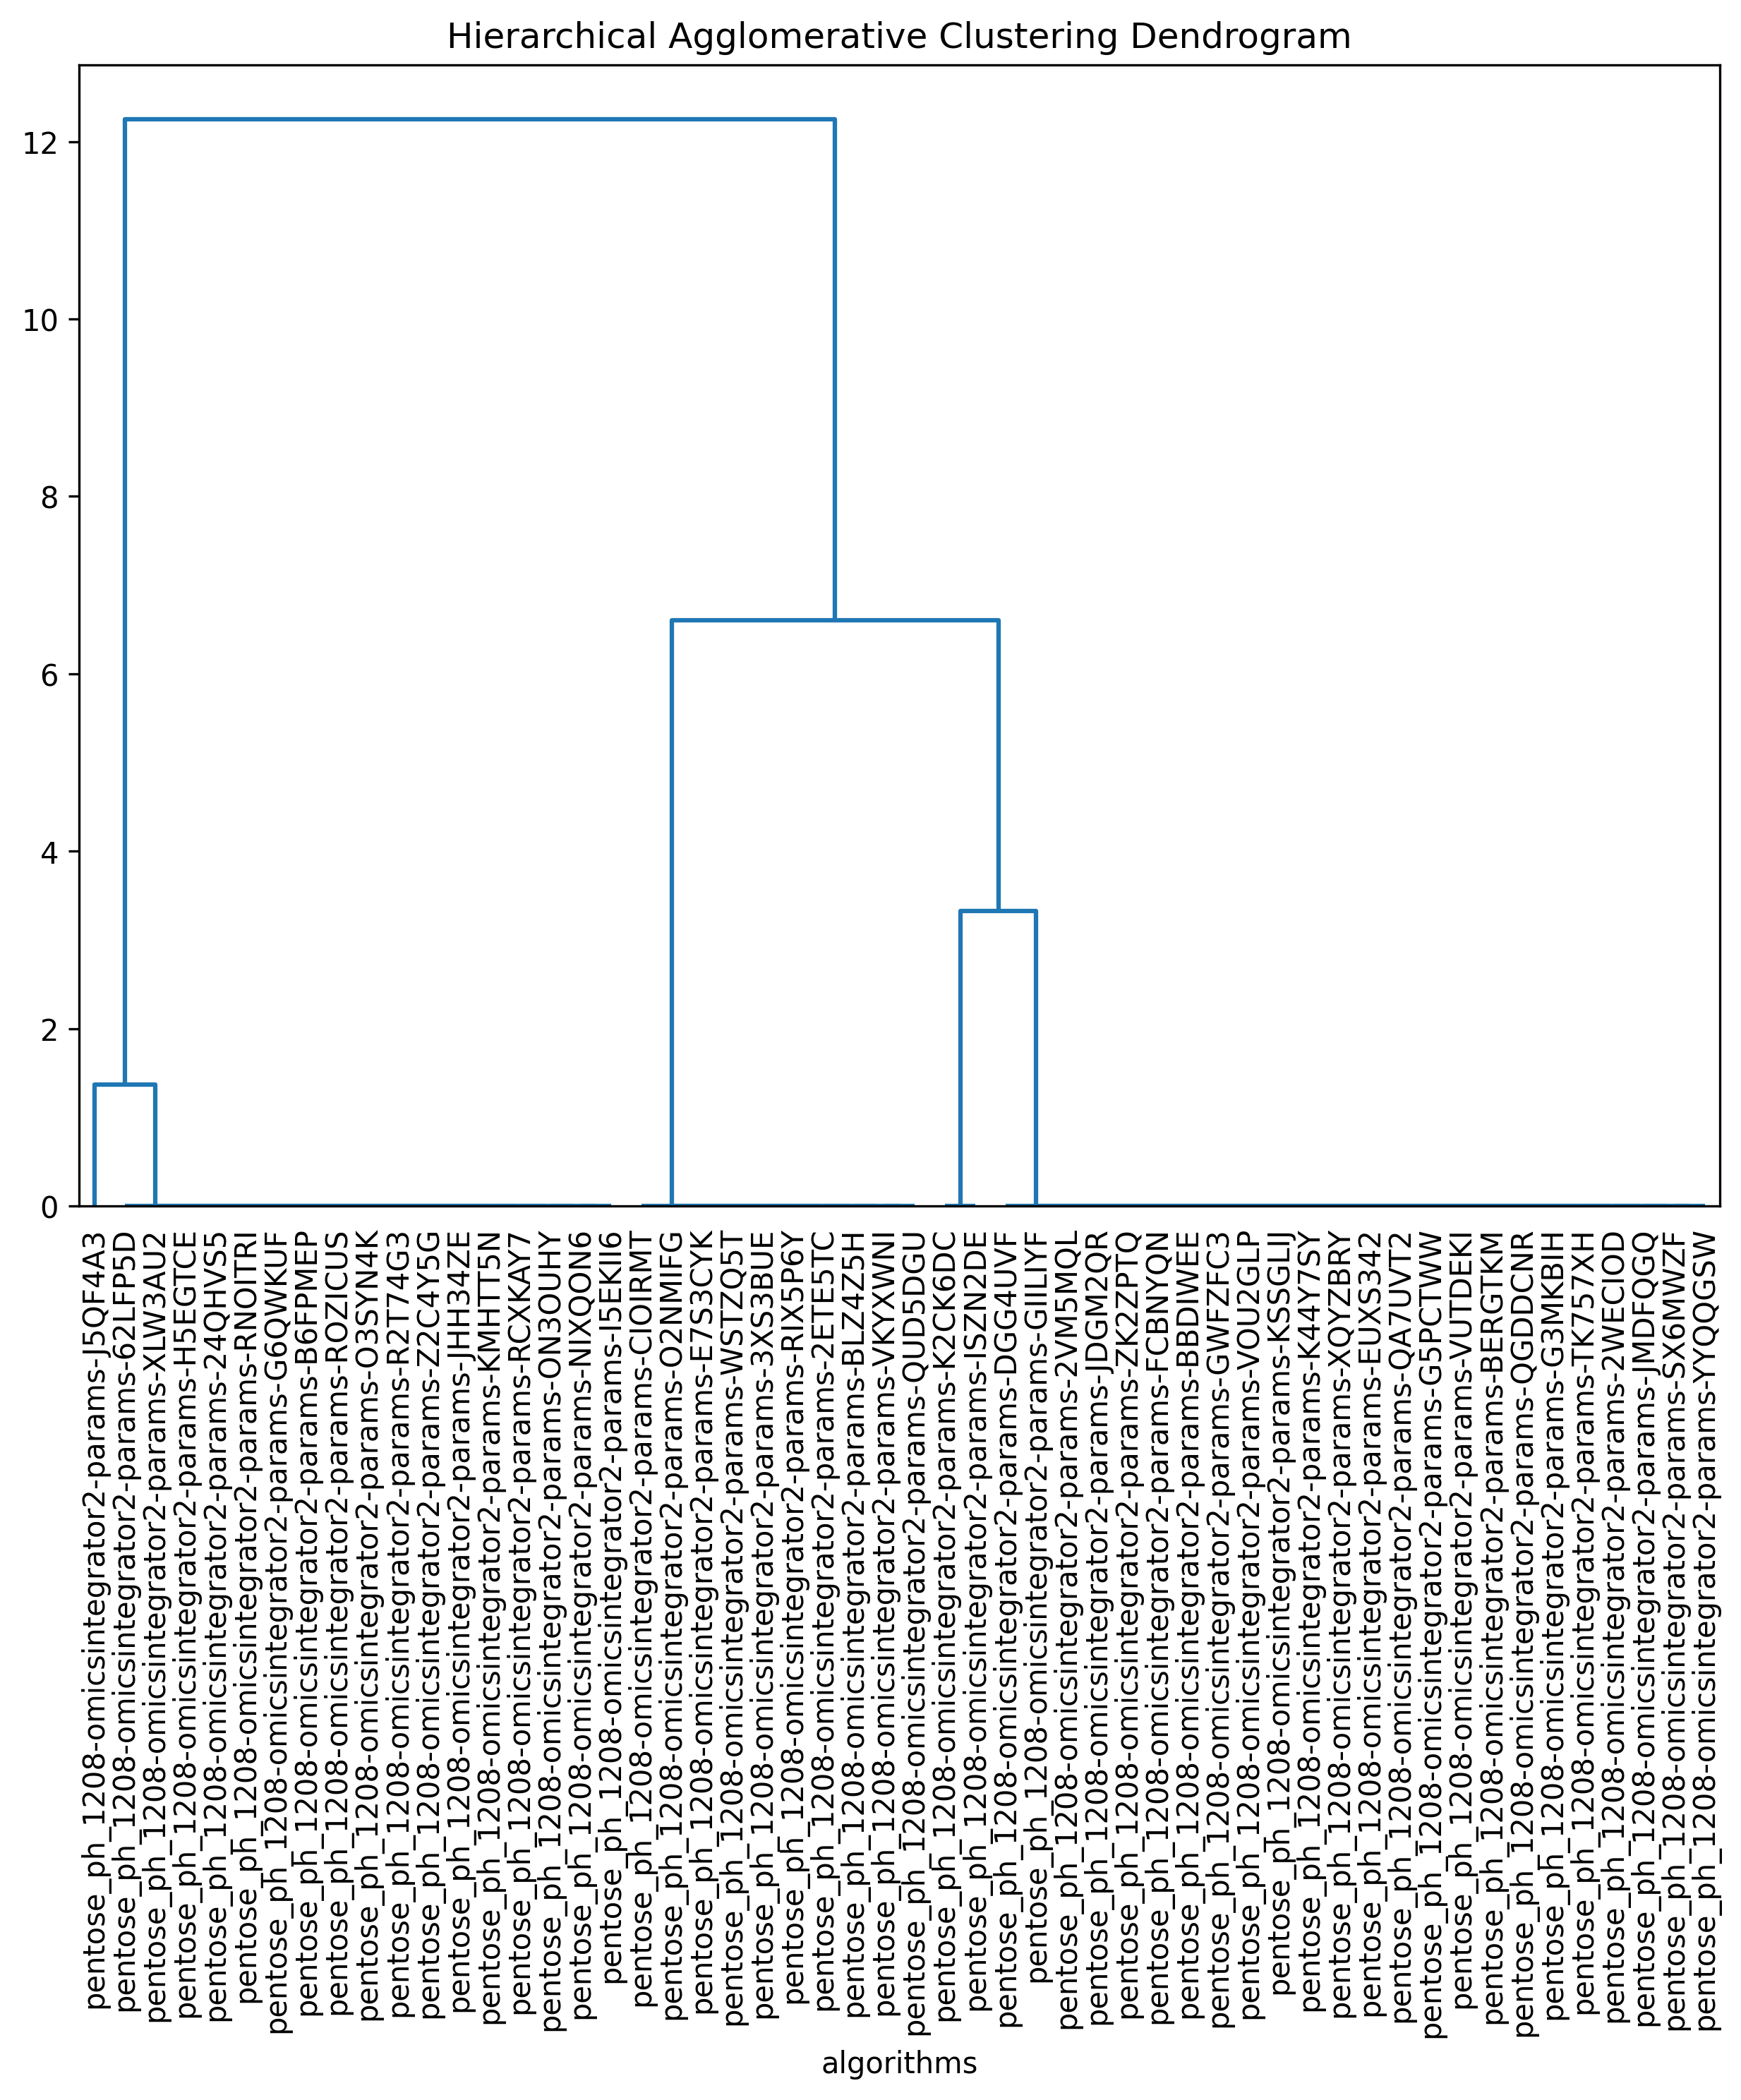 Hierarchical Agglomerative Clustering Dendrogram
12
10
8
6
4
2
0
pentose_ph_1208-omicsintegrator2-params-J5QF4A3
pentose_ph_1208-omicsintegrator2-params-62LFP5D
pentose_ph_1208-omicsintegrator2-params-XLW3AU2
pentose_ph_1208-omicsintegrator2-params-H5EGTCE
pentose_ph_1208-omicsintegrator2-params-24QHVS5
pentose_ph_1208-omicsintegrator2-params-RNOITRI
pentose_ph_1208-omicsintegrator2-params-G6QWKUF
pentose_ph_1208-omicsintegrator2-params-B6FPMEP
pentose_ph_1208-omicsintegrator2-params-ROZICUS
pentose_ph_1208-omicsintegrator2-params-O3SYN4K
pentose_ph_1208-omicsintegrator2-params-R2T74G3
pentose_ph_1208-omicsintegrator2-params-Z2C4Y5G
pentose_ph_1208-omicsintegrator2-params-JHH34ZE
pentose_ph_1208-omicsintegrator2-params-KMHTT5N
pentose_ph_1208-omicsintegrator2-params-RCXKAY7
pentose_ph_1208-omicsintegrator2-params-ON3OUHY
pentose_ph_1208-omicsintegrator2-params-NIXQON6
pentose_ph_1208-omicsintegrator2-params-I5EKII6
pentose_ph_1208-omicsintegrator2-params-CIOIRMT
pentose_ph_1208-omicsintegrator2-params-O2NMIFG
pentose_ph_1208-omicsintegrator2-params-E7S3CYK
pentose_ph_1208-omicsintegrator2-params-WSTZQ5T
pentose_ph_1208-omicsintegrator2-params-3XS3BUE
pentose_ph_1208-omicsintegrator2-params-RIX5P6Y
pentose_ph_1208-omicsintegrator2-params-2ETE5TC
pentose_ph_1208-omicsintegrator2-params-BLZ4Z5H
pentose_ph_1208-omicsintegrator2-params-VKYXWNI
pentose_ph_1208-omicsintegrator2-params-QUD5DGU
pentose_ph_1208-omicsintegrator2-params-K2CK6DC
pentose_ph_1208-omicsintegrator2-params-ISZN2DE
pentose_ph_1208-omicsintegrator2-params-DGG4UVF
pentose_ph_1208-omicsintegrator2-params-GIILIYF
pentose_ph_1208-omicsintegrator2-params-2VM5MQL
pentose_ph_1208-omicsintegrator2-params-JDGM2QR
pentose_ph_1208-omicsintegrator2-params-ZK2ZPTQ
pentose_ph_1208-omicsintegrator2-params-FCBNYQN
pentose_ph_1208-omicsintegrator2-params-BBDIWEE
pentose_ph_1208-omicsintegrator2-params-GWFZFC3
pentose_ph_1208-omicsintegrator2-params-VOU2GLP
pentose_ph_1208-omicsintegrator2-params-KSSGLIJ
pentose_ph_1208-omicsintegrator2-params-K44Y7SY
pentose_ph_1208-omicsintegrator2-params-XQYZBRY
pentose_ph_1208-omicsintegrator2-params-EUXS342
pentose_ph_1208-omicsintegrator2-params-QA7UVT2
pentose_ph_1208-omicsintegrator2-params-G5PCTWW
pentose_ph_1208-omicsintegrator2-params-VUTDEKI
pentose_ph_1208-omicsintegrator2-params-BERGTKM
pentose_ph_1208-omicsintegrator2-params-QGDDCNR
pentose_ph_1208-omicsintegrator2-params-G3MKBIH
pentose_ph_1208-omicsintegrator2-params-TK757XH
pentose_ph_1208-omicsintegrator2-params-2WECIOD
pentose_ph_1208-omicsintegrator2-params-JMDFQGQ
pentose_ph_1208-omicsintegrator2-params-SX6MWZF
pentose_ph_1208-omicsintegrator2-params-YYQQGSW
algorithms